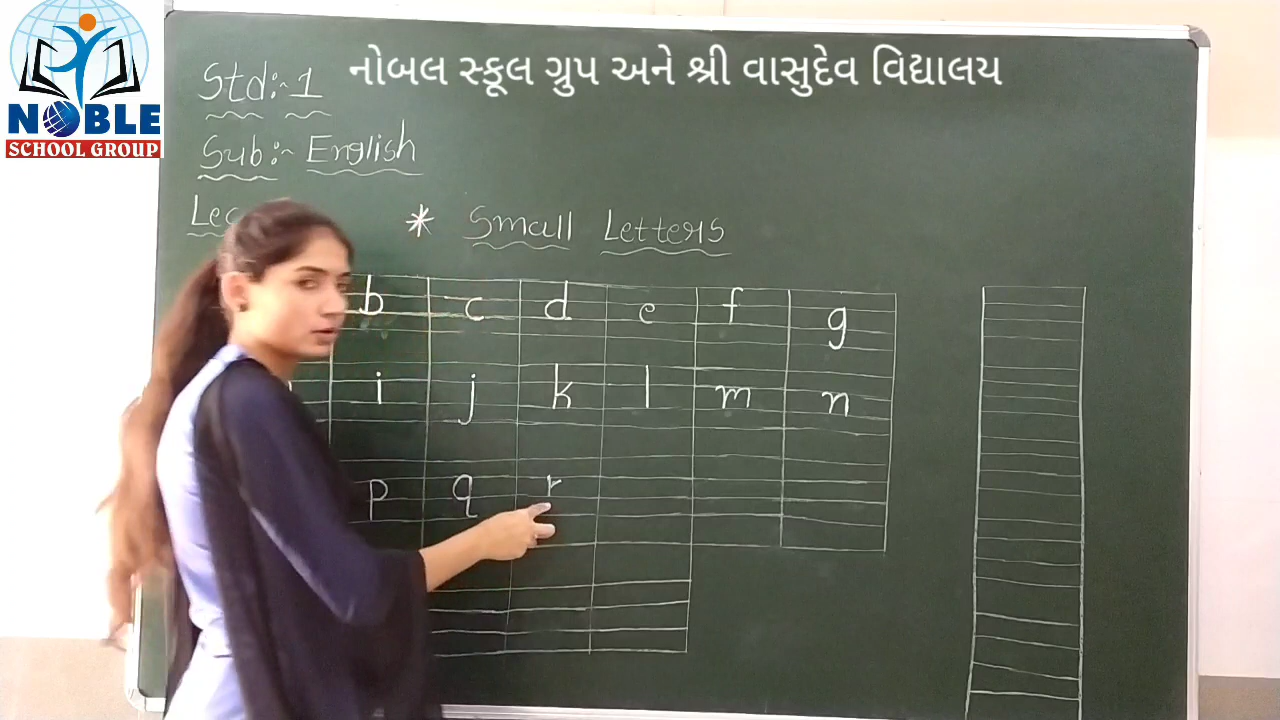 નોબલ સ્કૂલ ગ્રુપ અને શ્રી વાસુદેવ વિદ્યાલય
NOBLE
SCHOOL GROUP
Std:- 1
Sub:- English
* Small Letters
b c d e f g
i j k l m n
p q r